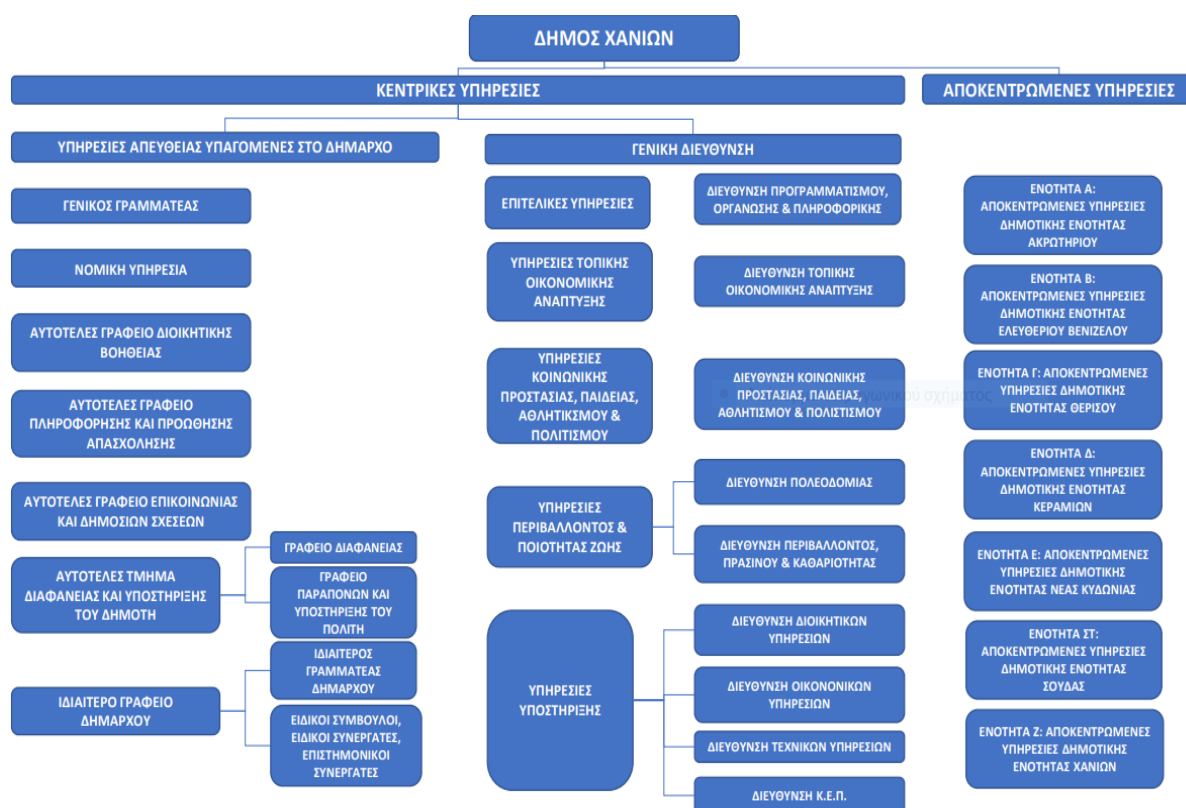 ΔΗΜΟΣ ΧΑΝΙΩΝ
ΚΕΝΤΡΙΚΕΣ ΥΠΗΡΕΣΙΕΣ
ΑΠΟΚΕΝΤΡΩΜΕΝΕΣ ΥΠΗΡΕΣΙΕΣ
ΥΠΗΡΕΣΙΕΣ ΑΠΕΥΘΕΙΑΣ ΥΠΑΓΟΜΕΝΕΣ ΣΤΟ ΔΗΜΑΡΧΟ
ΓΕΝΙΚΟΣ ΓΡΑΜΜΑΤΕΑΣ
ΝΟΜΙΚΗ ΥΠΗΡΕΣΙΑ
ΑΥΤΟΤΕΛΕΣ ΓΡΑΦΕΙΟ ΔΙΟΙΚΗΤΙΚΗΣ
ΒΟΗΘΕΙΑΣ
ΑΥΤΟΤΕΛΕΣ ΓΡΑΦΕΙΟ
ΠΛΗΡΟΦΟΡΗΣΗΣ ΚΑΙ ΠΡΟΩΘΗΣΗΣ
ΑΠΑΣΧΟΛΗΣΗΣ
ΑΥΤΟΤΕΛΕΣ ΓΡΑΦΕΙΟ ΕΠΙΚΟΙΝΩΝΙΑΣ
ΚΑΙ ΔΗΜΟΣΙΩΝ ΣΧΕΣΕΩΝ
ΑΥΤΟΤΕΛΕΣ ΤΜΗΜΑ
ΔΙΑΦΑΝΕΙΑΣ ΚΑΙ ΥΠΟΣΤΗΡΙΞΗΣ
ΤΟΥ ΔΗΜΟΤΗ
ΓΡΑΦΕΙΟ ΔΙΑΦΑΝΕΙΑΣ
ΓΡΑΦΕΙΟ
ΠΑΡΑΠΟΝΩΝ ΚΑΙ
ΥΠΟΣΤΗΡΙΞΗΣ ΤΟΥ
ΠΟΛΙΤΗ
ΙΔΙΑΙΤΕΡΟ ΓΡΑΦΕΙΟ
ΔΗΜΑΡΧΟΥ
ΙΔΙΑΙΤΕΡΟΣ
ΓΡΑΜΜΑΤΕΑΣ
ΔΗΜΑΡΧΟΥ
ΕΙΔΙΚΟΙ ΣΥΜΒΟΥΛΟΙ,
ΕΙΔΙΚΟΙ ΣΥΝΕΡΓΑΤΕΣ,
ΕΠΙΣΤΗΜΟΝΙΚΟΙ
ΣΥΝΕΡΓΑΤΕΣ
ΓΕΝΙΚΗ ΔΙΕΥΘΥΝΣΗ
ΕΠΙΤΕΛΙΚΕΣ ΥΠΗΡΕΣΙΕΣ
ΔΙΕΥΘΥΝΣΗ ΠΡΟΓΡΑΜΜΑΤΙΣΜΟΥ,
ΟΡΓΑΝΩΣΗΣ & ΠΛΗΡΟΦΟΡΙΚΗΣ
ΥΠΗΡΕΣΙΕΣ ΤΟΠΙΚΗΣ
ΟΙΚΟΝΟΜΙΚΗΣ
ΑΝΑΠΤΥΞΗΣ
ΔΙΕΥΘΥΝΣΗ ΤΟΠΙΚΗΣ
ΟΙΚΟΝΟΜΙΚΗΣ ΑΝΑΠΤΥΞΗΣ
ΥΠΗΡΕΣΙΕΣ
ΚΟΙΝΩΝΙΚΗΣ
ΠΡΟΣΤΑΣΙΑΣ, ΠΑΙΔΕΙΑΣ,
ΑΘΛΗΤΙΚΣΜΟΥ &
ΠΟΛΙΤΙΣΜΟΥ
ΔΙΕΥΘΥΝΣΗ ΚΟΙΝΩΝΙΚΗΣ
ΠΡΟΣΤΑΣΙΑΣ, ΠΑΙΔΕΙΑΣ,
ΑΘΛΗΤΙΣΜΟΥ & ΠΟΛΙΣΤΙΣΜΟΥ
ΥΠΗΡΕΣΙΕΣ
ΠΕΡΙΒΑΛΛΟΝΤΟΣ &
ΠΟΙΟΤΗΤΑΣ ΖΩΗΣ
ΔΙΕΥΘΥΝΣΗ ΠΟΛΕΟΔΟΜΙΑΣ
ΔΙΕΥΘΥΝΣΗ ΠΕΡΙΒΑΛΛΟΝΤΟΣ,
ΠΡΑΣΙΝΟΥ & ΚΑΘΑΡΙΟΤΗΤΑΣ
ΥΠΗΡΕΣΙΕΣ
ΥΠΟΣΤΗΡΙΞΗΣ
ΔΙΕΥΘΥΝΣΗ ΔΙΟΙΚΗΤΙΚΩΝ
ΥΠΗΡΕΣΙΩΝ
ΔΙΕΥΘΥΝΣΗ ΟΙΚΟΝΟΝΙΚΩΝ
ΥΠΗΡΕΣΙΩΝ
ΔΙΕΥΘΥΝΣΗ ΤΕΧΝΙΚΩΝ ΥΠΗΡΕΣΙΩΝ
ΔΙΕΥΘΥΝΣΗ Κ.Ε.Π.
ΕΝΟΤΗΤΑ Α:
ΑΠΟΚΕΝΤΡΩΜΕΝΕΣ ΥΠΗΡΕΣΙΕΣ
ΔΗΜΟΤΙΚΗΣ ΕΝΟΤΗΤΑΣ
ΑΚΡΩΤΗΡΙΟΥ
ΕΝΟΤΗΤΑ Β:
ΑΠΟΚΕΝΤΡΩΜΕΝΕΣ ΥΠΗΡΕΣΙΕΣ
ΔΗΜΟΤΙΚΗΣ ΕΝΟΤΗΤΑΣ
ΕΛΕΥΘΕΡΙΟΥ ΒΕΝΙΖΕΛΟΥ
ΕΝΟΤΗΤΑ Γ: ΑΠΟΚΕΝΤΡΩΜΕΝΕΣ
ΥΠΗΡΕΣΙΕΣ ΔΗΜΟΤΙΚΗΣ
ΕΝΟΤΗΤΑΣ ΘΕΡΙΣΟΥ
ΕΝΟΤΗΤΑ Δ:
ΑΠΟΚΕΝΤΡΩΜΕΝΕΣ ΥΠΗΡΕΣΙΕΣ
ΔΗΜΟΤΙΚΗΣ ΕΝΟΤΗΤΑΣ
ΚΕΡΑΜΙΩΝ
ΕΝΟΤΗΤΑ Ε: ΑΠΟΚΕΝΤΡΩΜΕΝΕΣ
ΥΠΗΡΕΣΙΕΣ ΔΗΜΟΤΙΚΗΣ
ΕΝΟΤΗΤΑΣ ΝΕΑΣ ΚΥΔΩΝΙΑΣ
ΕΝΟΤΗΤΑ ΣΤ:
ΑΠΟΚΕΝΤΡΩΜΕΝΕΣ ΥΠΗΡΕΣΙΕΣ
ΔΗΜΟΤΙΚΗΣ ΕΝΟΤΗΤΑΣ
ΣΟΥΔΑΣ
ΕΝΟΤΗΤΑ Ζ: ΑΠΟΚΕΝΤΡΩΜΕΝΕΣ
ΥΠΗΡΕΣΙΕΣ ΔΗΜΟΤΙΚΗΣ
ΕΝΟΤΗΤΑΣ ΧΑΝΙΩΝ